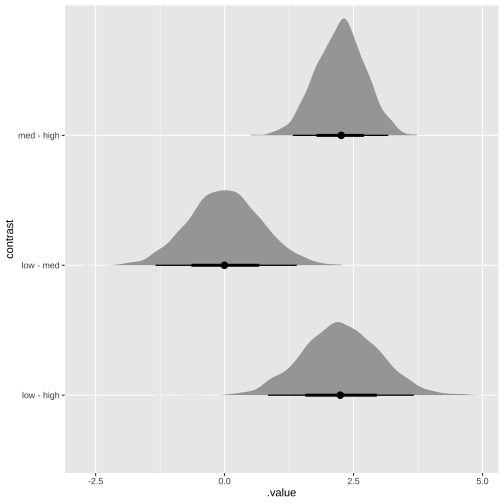 contrast
med - high
low - med
low - high
-2.5 0.0 2.5 5.0
.value